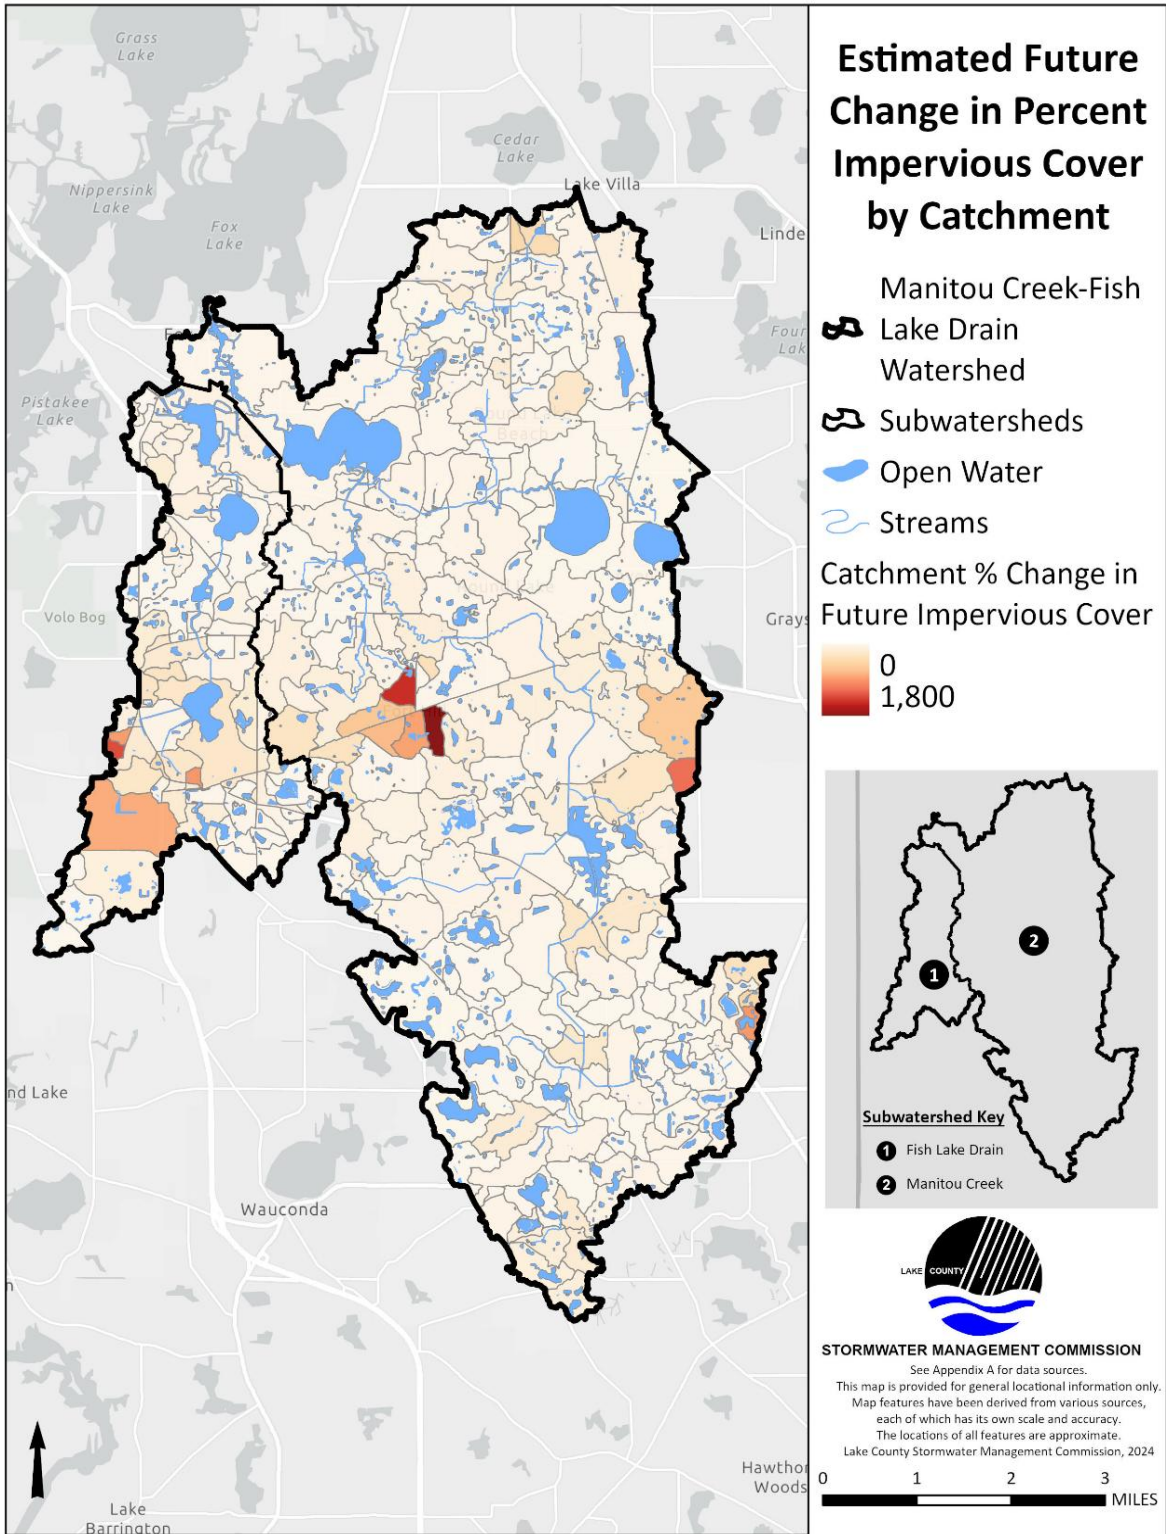 Grass
Lake
Cedar
Lake
Lake Villa
Nippersink
Lake
Fox
Lake
Linde
Four
Lak
Pistakee
Lake
Beach
Volo Bog
Grays
nd Lake
Wauconda
Hawthor
Woods
Lake
Barrington
Estimated Future
Change in Percent
Impervious Cover
by Catchment
Manitou Creek-Fish
Lake Drain
Watershed
Subwatersheds
Open Water
Streams
Catchment % Change in
Future Impervious Cover
0
1,800
1
2
Subwatershed Key
1 Fish Lake Drain
2 Manitou Creek
LAKE COUNTY
STORMWATER MANAGEMENT COMMISSION
See Appendix A for data sources.
This map is provided for general locational information only.
Map features have been derived from various sources,
each of which has its own scale and accuracy.
The locations of all features are approximate.
Lake County Stormwater Management Commission, 2024
0 1 2 3
MILES